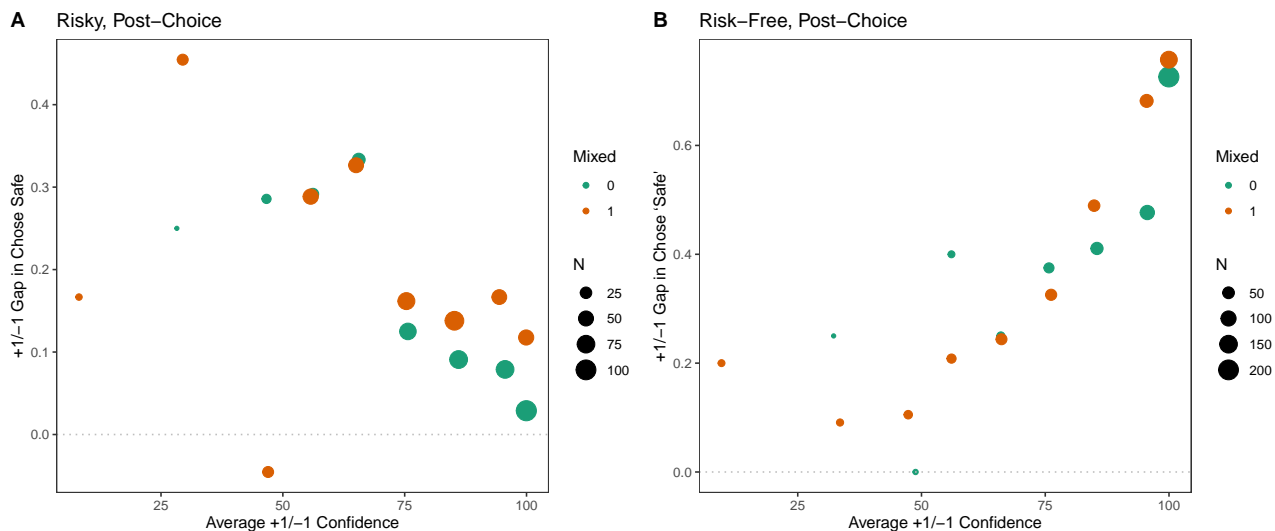 A Risky, Post−Choice
+1/−1 Gap in Chose Safe
0.4
0.3
0.2
0.1
0.0
25 50 75 100
Average +1/−1 Confidence
Mixed
0
1
N
25
50
75
100
B Risk−Free, Post−Choice
+1/−1 Gap in Chose ‘Safe’
0.6
0.4
0.2
0.0
25 50 75 100
Average +1/−1 Confidence
Mixed
0
1
N
50
100
150
200